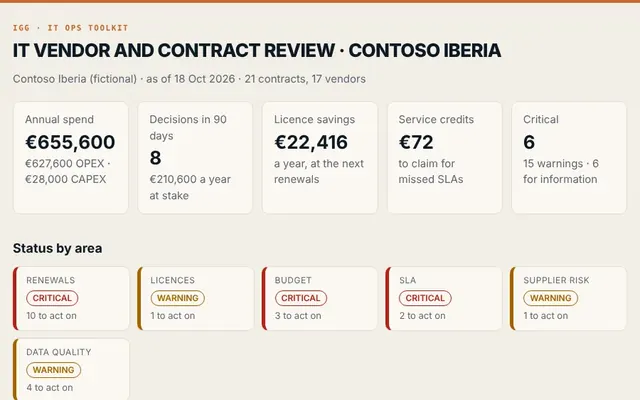 IGG · IT OPS TOOLKIT
IT VENDOR AND CONTRACT REVIEW · CONTOSO IBERIA
Contoso Iberia (fictional) · as of 18 Oct 2026 · 21 contracts, 17 vendors
Annual spend
€655,600
€627,600 OPEX ·
€28,000 CAPEX
Decisions in 90
days
8
€210,600 a year
at stake
Licence savings
€22,416
a year, at the next
renewals
Service credits
€72
to claim for
missed SLAs
Critical
6
15 warnings · 6
for information
Status by area
RENEWALS
CRITICAL
10 to act on
LICENCES
WARNING
1 to act on
BUDGET
CRITICAL
3 to act on
SLA
CRITICAL
2 to act on
SUPPLIER RISK
WARNING
1 to act on
DATA QUALITY
WARNING
4 to act on